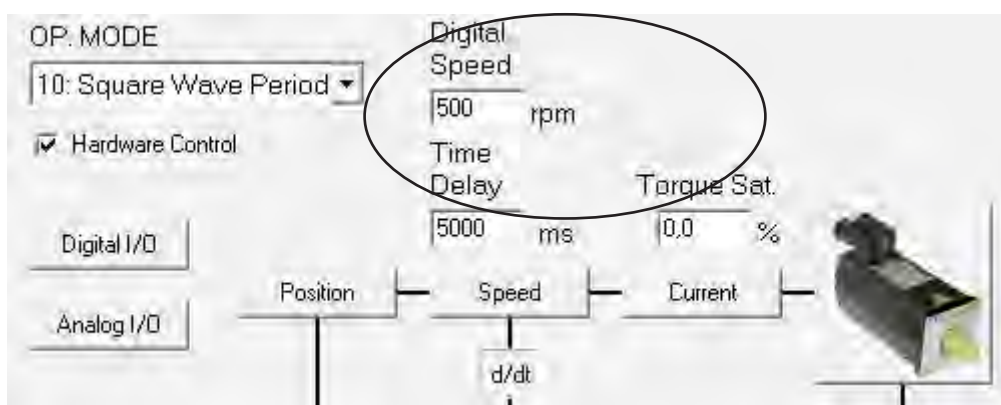 OP. MODE
10: Square Wave Period
Hardware Control
Digital
Speed
500 rpm
Time
Delay
5000 ms
Torque Sat.
0,0 %
Digital I/O
Analog I/O
Position
Speed
Current
d/dt